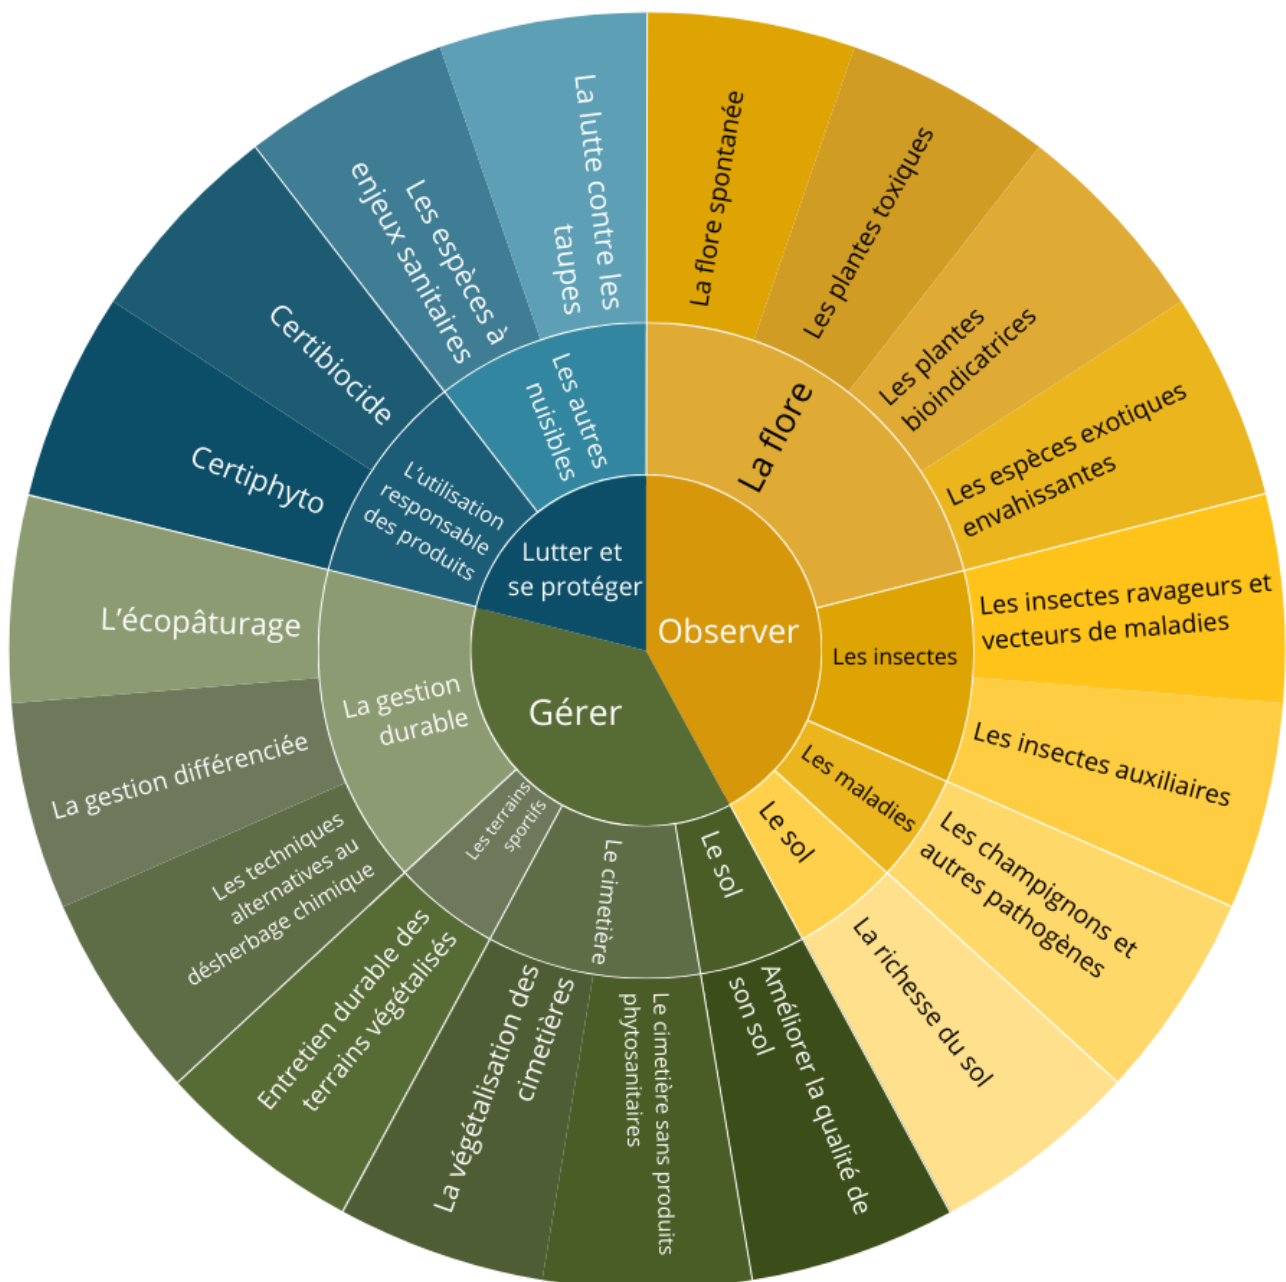 Observer
La flore
La flore spontanée
Les plantes toxiques
Les plantes
bioindicatrices
Les espèces exotiques
envahissantes
Les insectes
Les insectes ravageurs et
vecteurs de maladies
Les insectes auxiliaires
Les maladies
Les champignons et
autres pathogènes
Le sol
La richesse du sol
Gérer
Le sol
Améliorer la qualité de
son sol
Le cimetière
Le cimetière sans produits
phytosanitaires
La végétalisation des
cimetières
Les terrains
sportifs
Entretien durable des
terrains végétalisés
La gestion
durable
Les techniques
alternatives au
désherbage chimique
La gestion différenciée
L’écopâturage
Lutter et
se protéger
L’utilisation
responsable
des produits
Certiphyto
Certibiocide
Les autres
nuisibles
Les espèces à
enjeux sanitaires
La lutte contre les
taupes